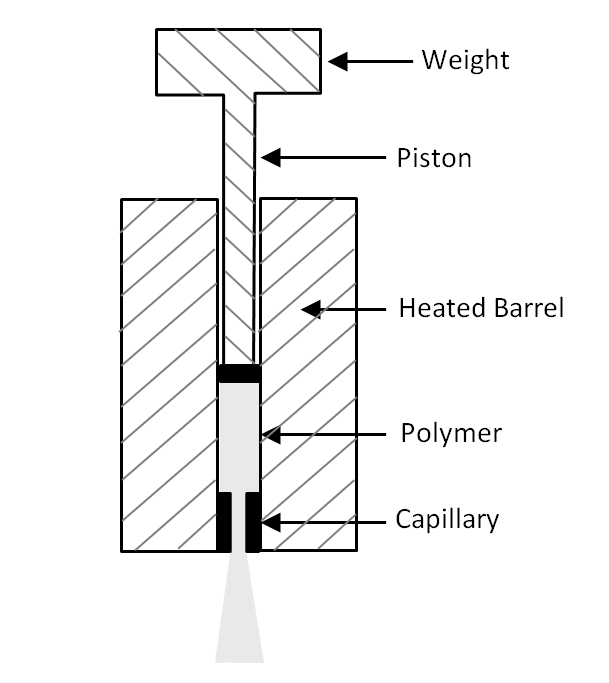 Weight
Piston
Heated Barrel
Polymer
Capillary